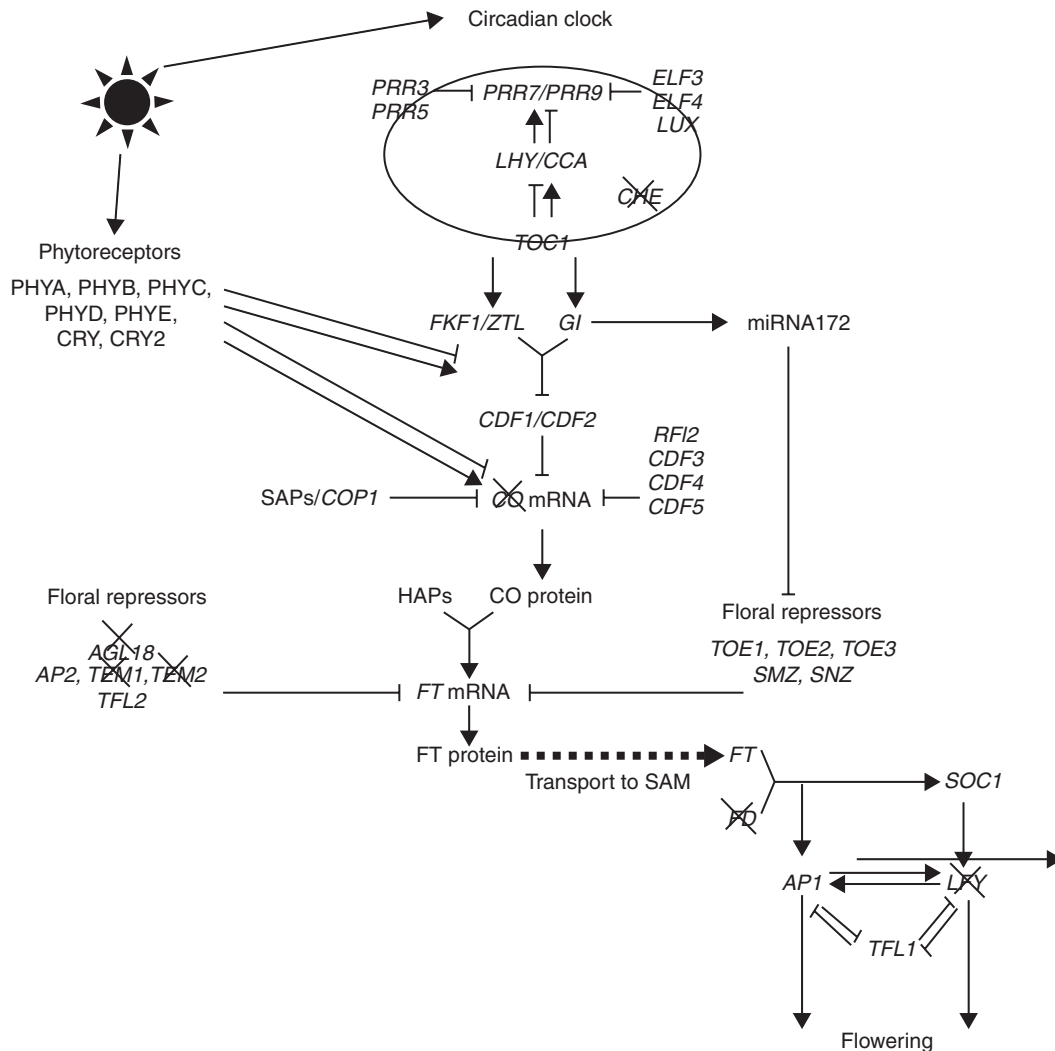 Circadian clock
PRR3
PRR5
PRR7/PRR9
ELF3
ELF4
LUX
LHY/CCA
CHE
TOC1
Phytoreceptors
PHYA, PHYB, PHYC,
PHYD, PHYE,
CRY, CRY2
FKF1/ZTL
GI
miRNA172
CDF1/CDF2
RFI2
CDF3
CDF4
CDF5
SAPs/COP1
CO mRNA
HAPs
CO protein
Floral repressors
AGL18
AP2, TEM1,TEM2
TFL2
Floral repressors
TOE1, TOE2, TOE3
SMZ, SNZ
FT mRNA
FT protein
Transport to SAM
FT
SOC1
FD
AP1
LFY
TFL1
Flowering